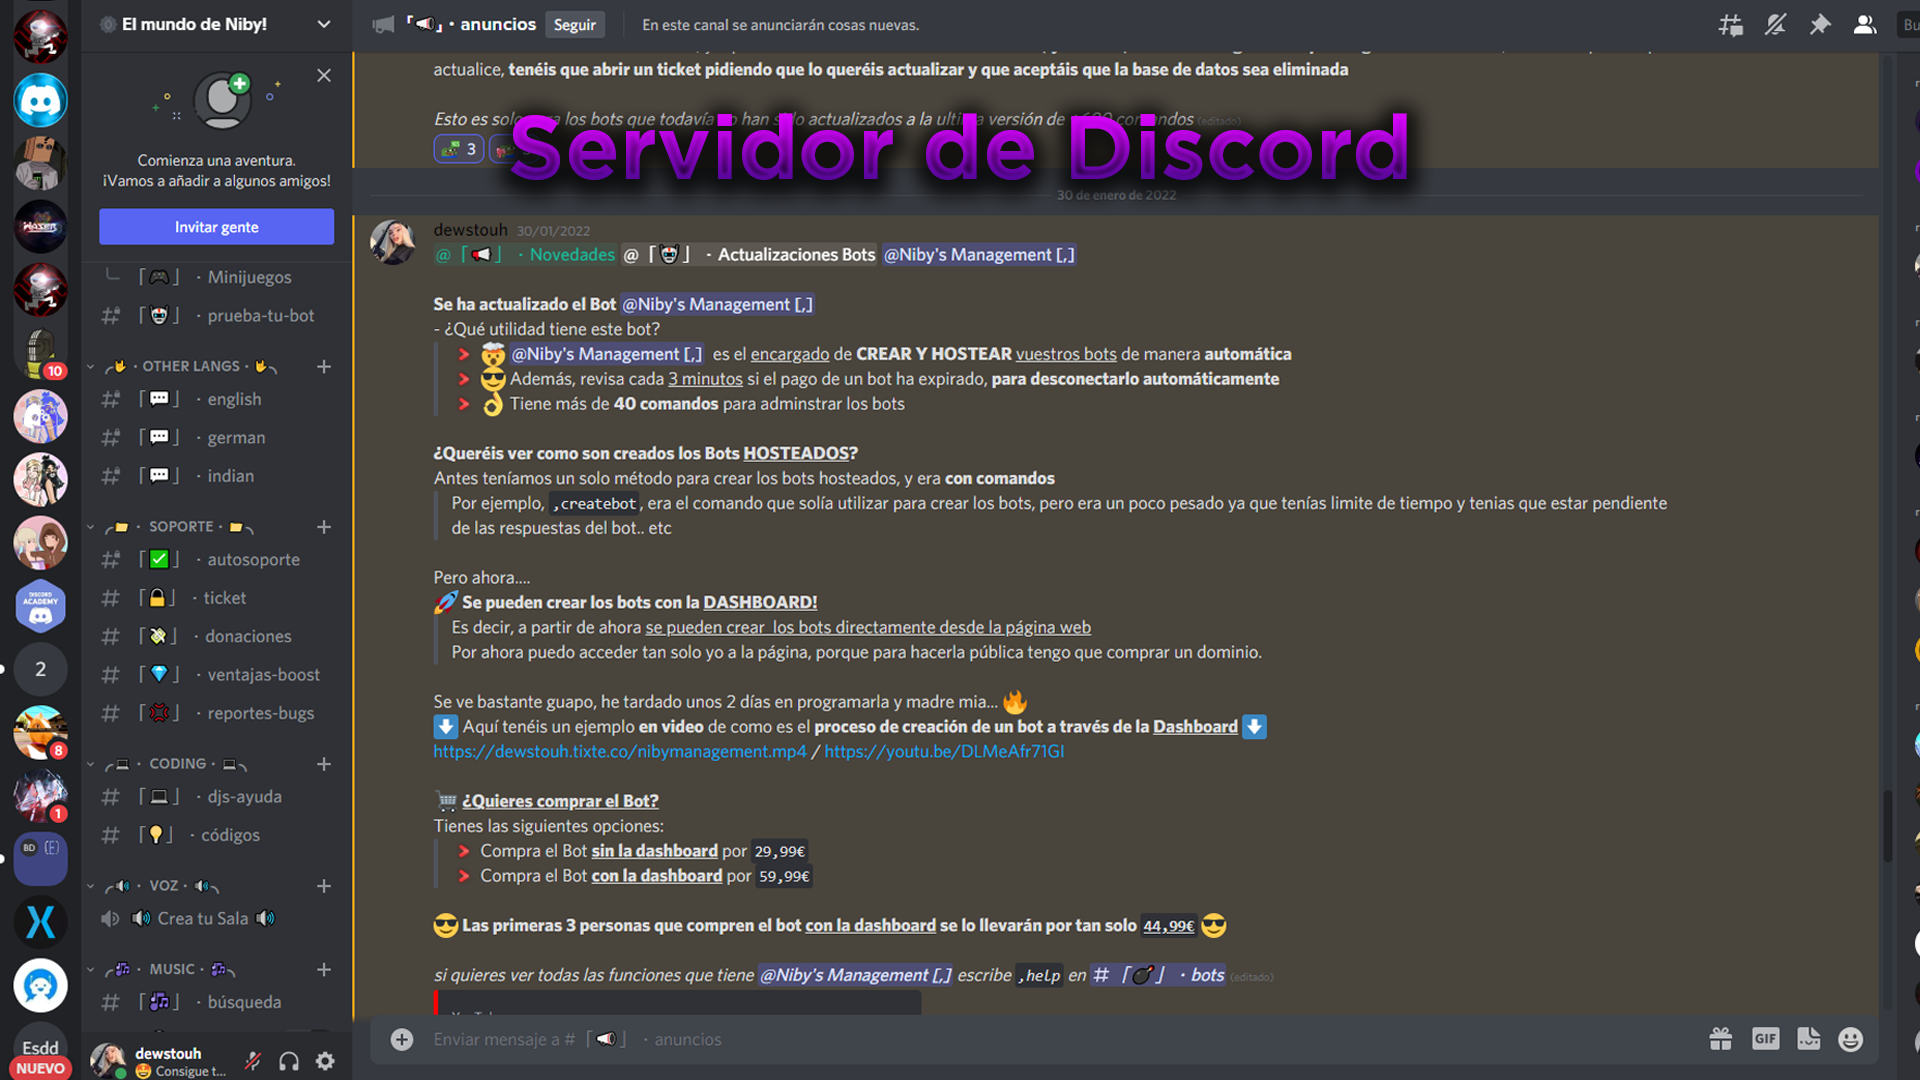 El mundo de Niby!
「📢」 · anuncios
Seguir
En este canal se anunciarán cosas nuevas.
Servidor de Discord
Comienza una aventura.
¡Vamos a añadir a algunos amigos!
Invitar gente
「🎮」 · Minijuegos
「🤖」 · prueba-tu-bot
· OTHER LANGS ·
「💬」 · english
「💬」 · german
「💬」 · indian
· SOPORTE ·
「✅」 · autosoporte
「🔒」 · ticket
「💸」 · donaciones
「💎」 · ventajas-boost
「💢」 · reportes-bugs
· CODING ·
「💻」 · djs-ayuda
「💡」 · códigos
· VOZ ·
🔊 Crea tu Sala 🔊
· MUSIC ·
「🎶」 · búsqueda
dewstouh
Consigue t...
10
2
8
1
BD {E}
Esdd
NUEVO
actualice, tenéis que abrir un ticket pidiendo que lo queréis actualizar y que aceptáis que la base de datos sea eliminada
Esto es solo para los bots que todavía no han sido actualizados a la ultima versión de comandos (editado)
3
30 de enero de 2022
dewstouh 30/01/2022
@「📢」 · Novedades @「🤖」 · Actualizaciones Bots @Niby's Management [,]
Se ha actualizado el Bot @Niby's Management [,]
- ¿Qué utilidad tiene este bot?
🤯 @Niby's Management [,] es el encargado de CREAR Y HOSTEAR vuestros bots de manera automática
😎 Además, revisa cada 3 minutos si el pago de un bot ha expirado, para desconectarlo automáticamente
👌 Tiene más de 40 comandos para adminstrar los bots
¿Queréis ver como son creados los Bots HOSTEADOS?
Antes teníamos un solo método para crear los bots hosteados, y era con comandos
Por ejemplo, ,createbot, era el comando que solía utilizar para crear los bots, pero era un poco pesado ya que tenías limite de tiempo y tenias que estar pendiente
de las respuestas del bot.. etc
Pero ahora....
🚀 Se pueden crear los bots con la DASHBOARD!
Es decir, a partir de ahora se pueden crear los bots directamente desde la página web
Por ahora puedo acceder tan solo yo a la página, porque para hacerla pública tengo que comprar un dominio.
Se ve bastante guapo, he tardado unos 2 días en programarla y madre mia... 🔥
⬇️ Aquí tenéis un ejemplo en video de como es el proceso de creación de un bot a través de la Dashboard ⬇️
https://dewstouh.tixte.co/nibymanagement.mp4 / https://youtu.be/DLMeAfr71GI
🛒 ¿Quieres comprar el Bot?
Tienes las siguientes opciones:
Compra el Bot sin la dashboard por 29,99€
Compra el Bot con la dashboard por 59,99€
😎 Las primeras 3 personas que compren el bot con la dashboard se lo llevarán por tan solo 44,99€ 😎
si quieres ver todas las funciones que tiene @Niby's Management [,] escribe ,help en # 「💣」 · bots (editado)
Enviar mensaje a # 「📢」 · anuncios
GIF
Bu